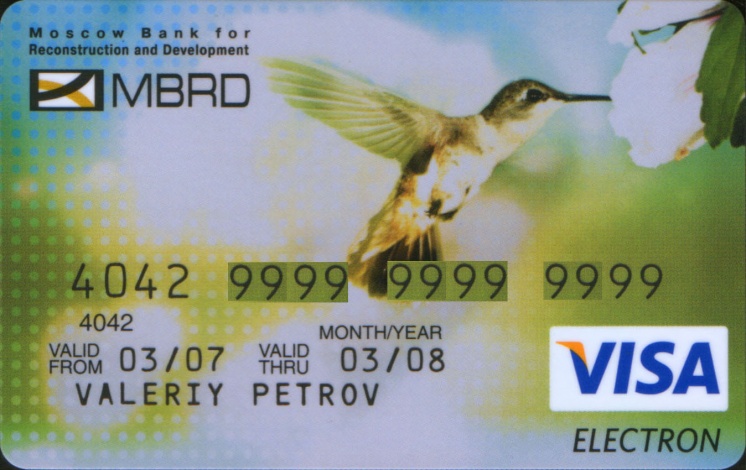 Moscow Bank for
Reconstruction and Development
MBRD
4042 9999 9999 9999
4042
MONTH/YEAR
VALID FROM 03/07 VALID THRU 03/08
VALERIY PETROV
VISA
ELECTRON